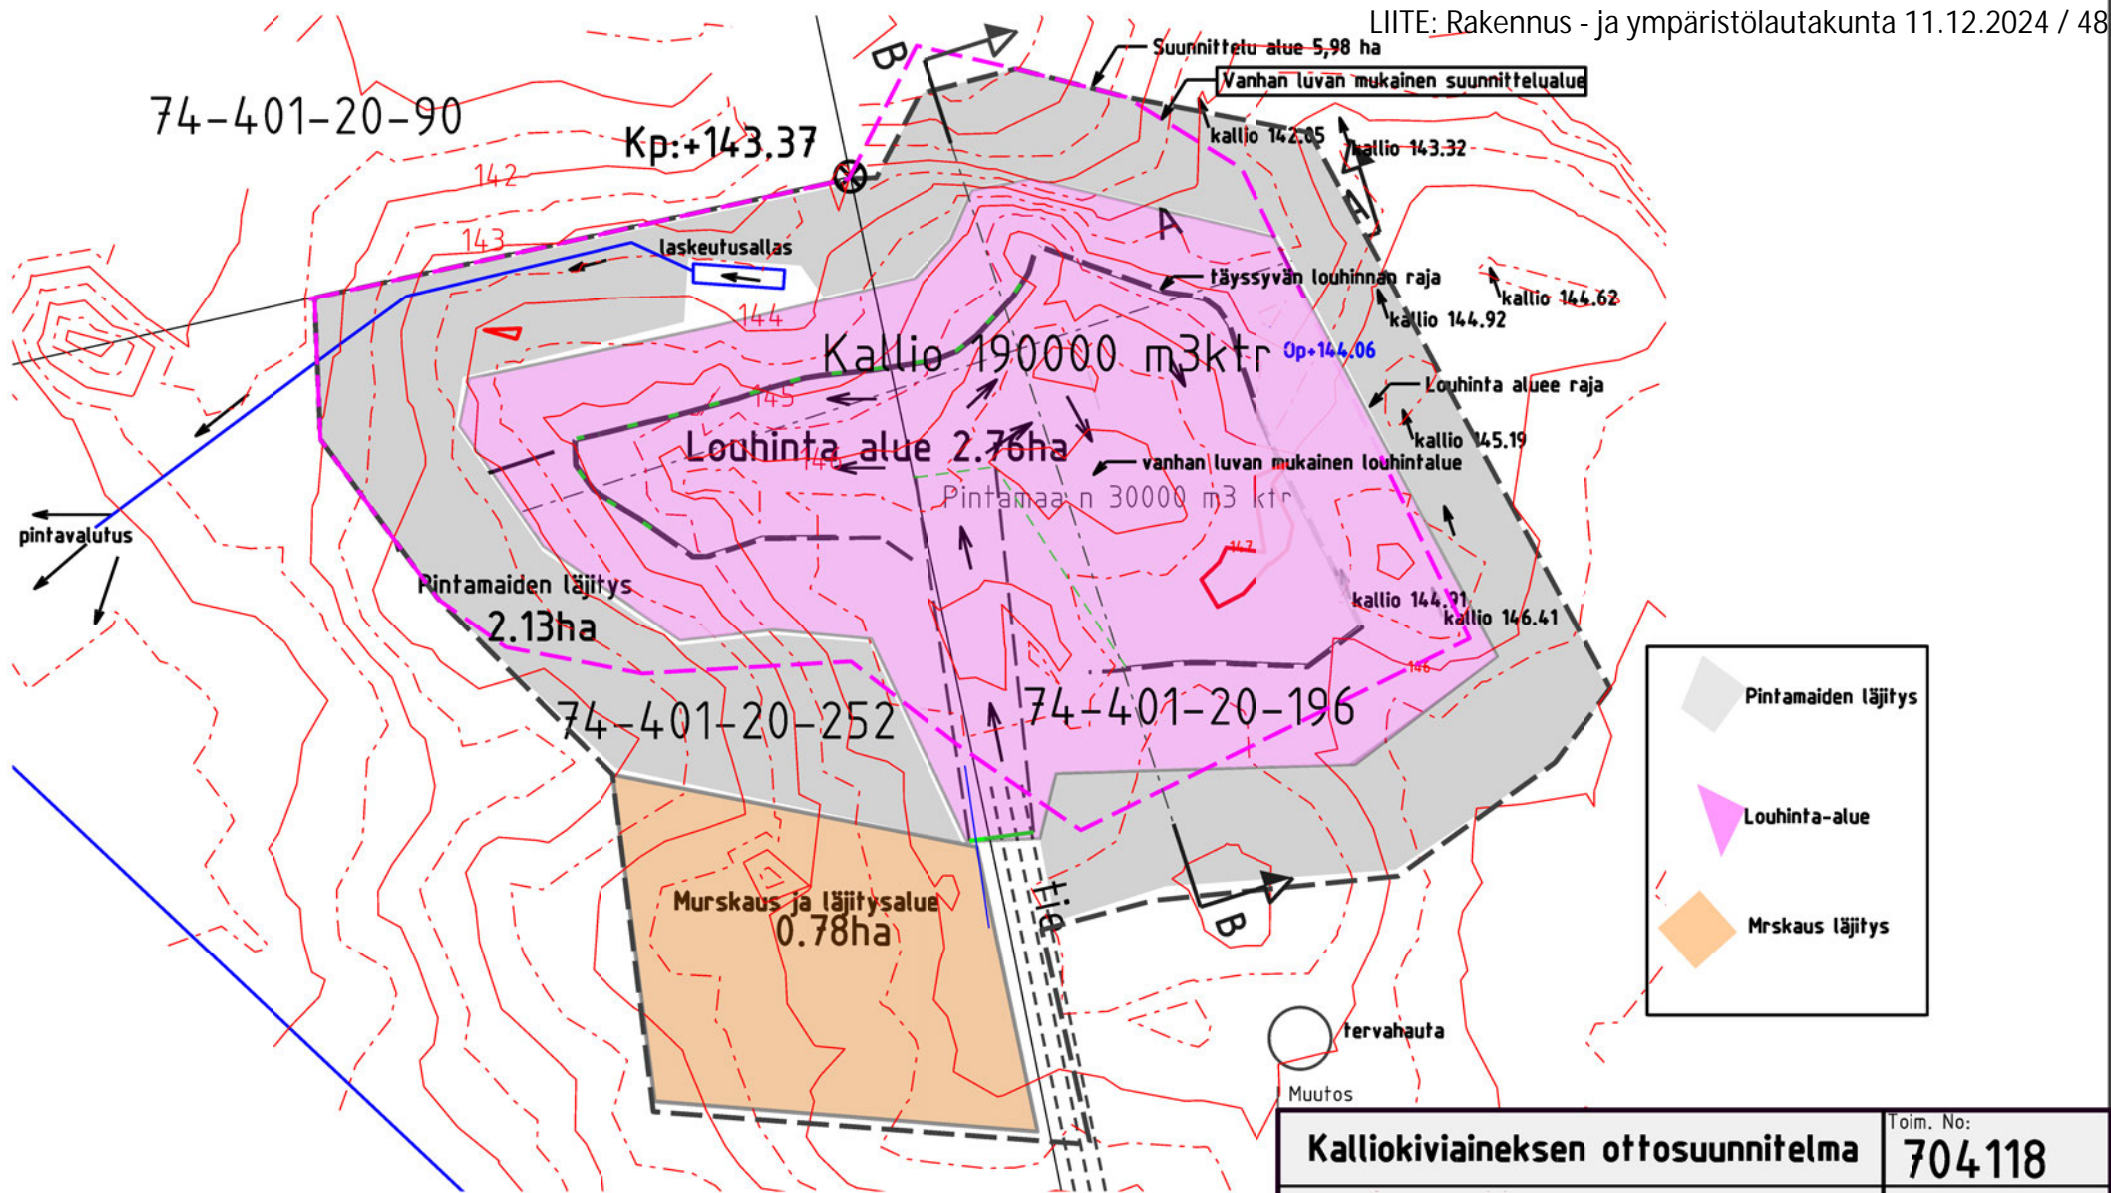 LIITE: Rakennus - ja ympäristölautakunta 11.12.2024 / 48
Suunnittelu alue 5,98 ha
Vanhan luvan mukainen suunnittelualue
B
74-401-20-90
Kp:+143.37
kallio 142.05
kallio 143.32
142
A
A
143
laskeutusallas
täyssyvän louhinnan raja
kallio 144.62
144
kallio 144.92
Kallio 190000 m3ktr
Op+144.06
Louhinta aluee raja
145
kallio 145.19
Louhinta alue 2.76ha
146
vanhan luvan mukainen louhintalue
Pintamaa n 30000 m3 ktr
pintavalutus
147
Pintamaiden läjitys
2.13ha
kallio 144.91
kallio 146.41
146
74-401-20-252
74-401-20-196
Pintamaiden läjitys
Louhinta-alue
Mrskaus läjitys
Murskaus ja läjitysalue
0.78ha
tie
B
tervahauta
Muutos
Kalliokiviaineksen ottosuunnitelma
Toim. No:
704118